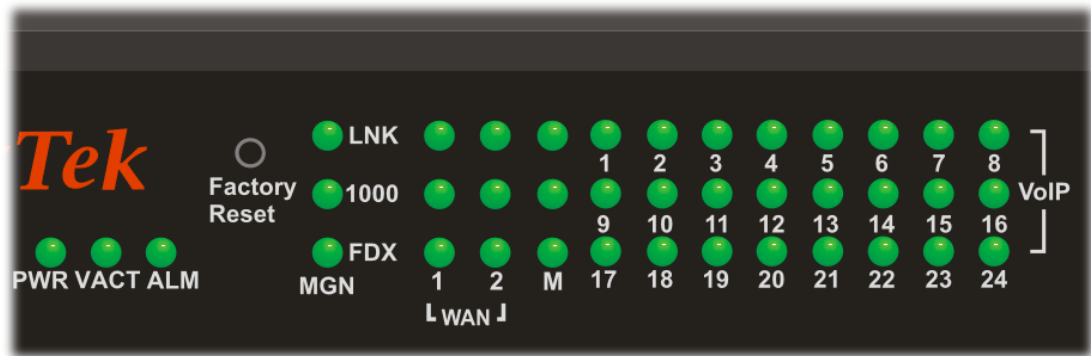 Tek
LNK
1 2 3 4 5 6 7 8
Factory
Reset
1000
VoIP
9 10 11 12 13 14 15 16
FDX
PWR VACT ALM
MGN
1 2 M 17 18 19 20 21 22 23 24
WAN